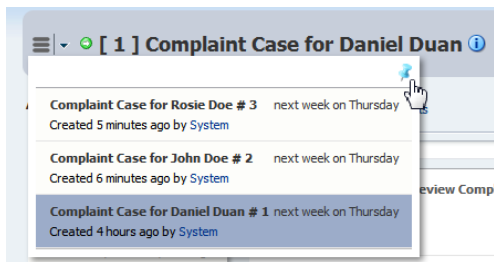 [ 1 ] Complaint Case for Daniel Duan
Complaint Case for Rosie Doe # 3 next week on Thursday
Created 5 minutes ago by System
Complaint Case for John Doe # 2 next week on Thursday
Created 6 minutes ago by System
eview Comp
Complaint Case for Daniel Duan # 1 next week on Thursday
Created 4 hours ago by System